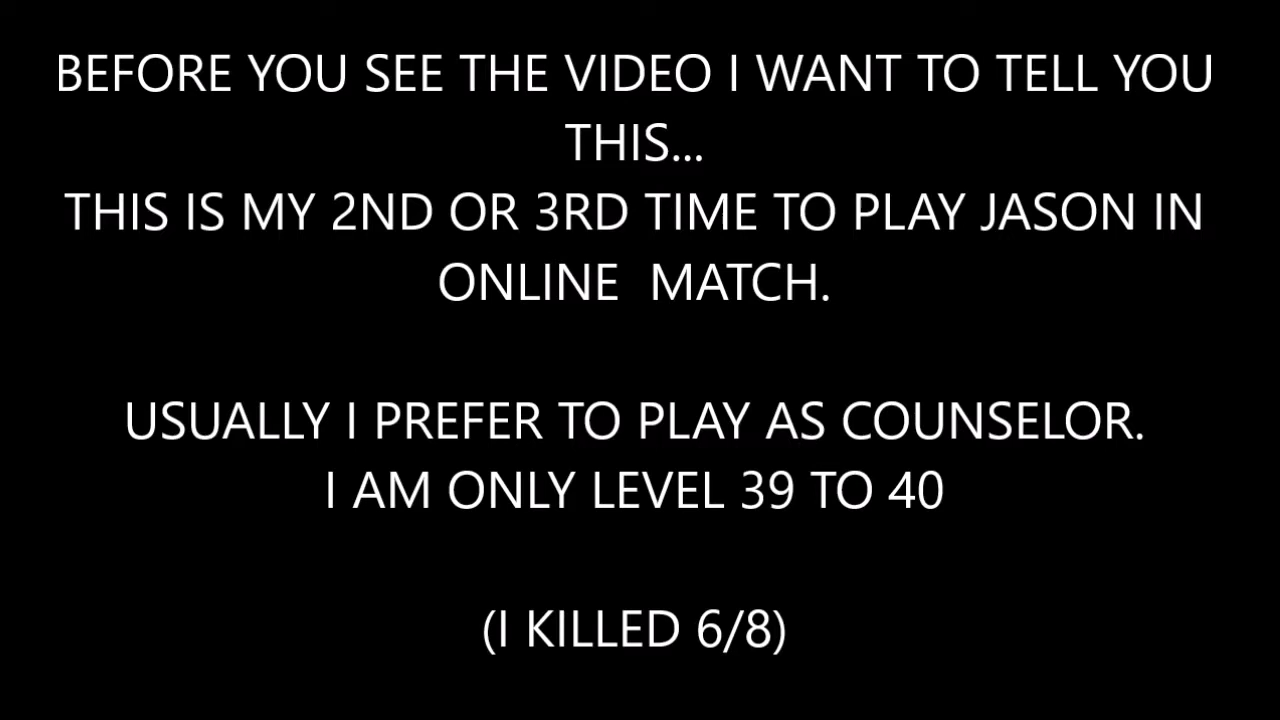 BEFORE YOU SEE THE VIDEO I WANT TO TELL YOU
THIS...
THIS IS MY 2ND OR 3RD TIME TO PLAY JASON IN
ONLINE  MATCH.
USUALLY I PREFER TO PLAY AS COUNSELOR.
I AM ONLY LEVEL 39 TO 40
(I KILLED 6/8)